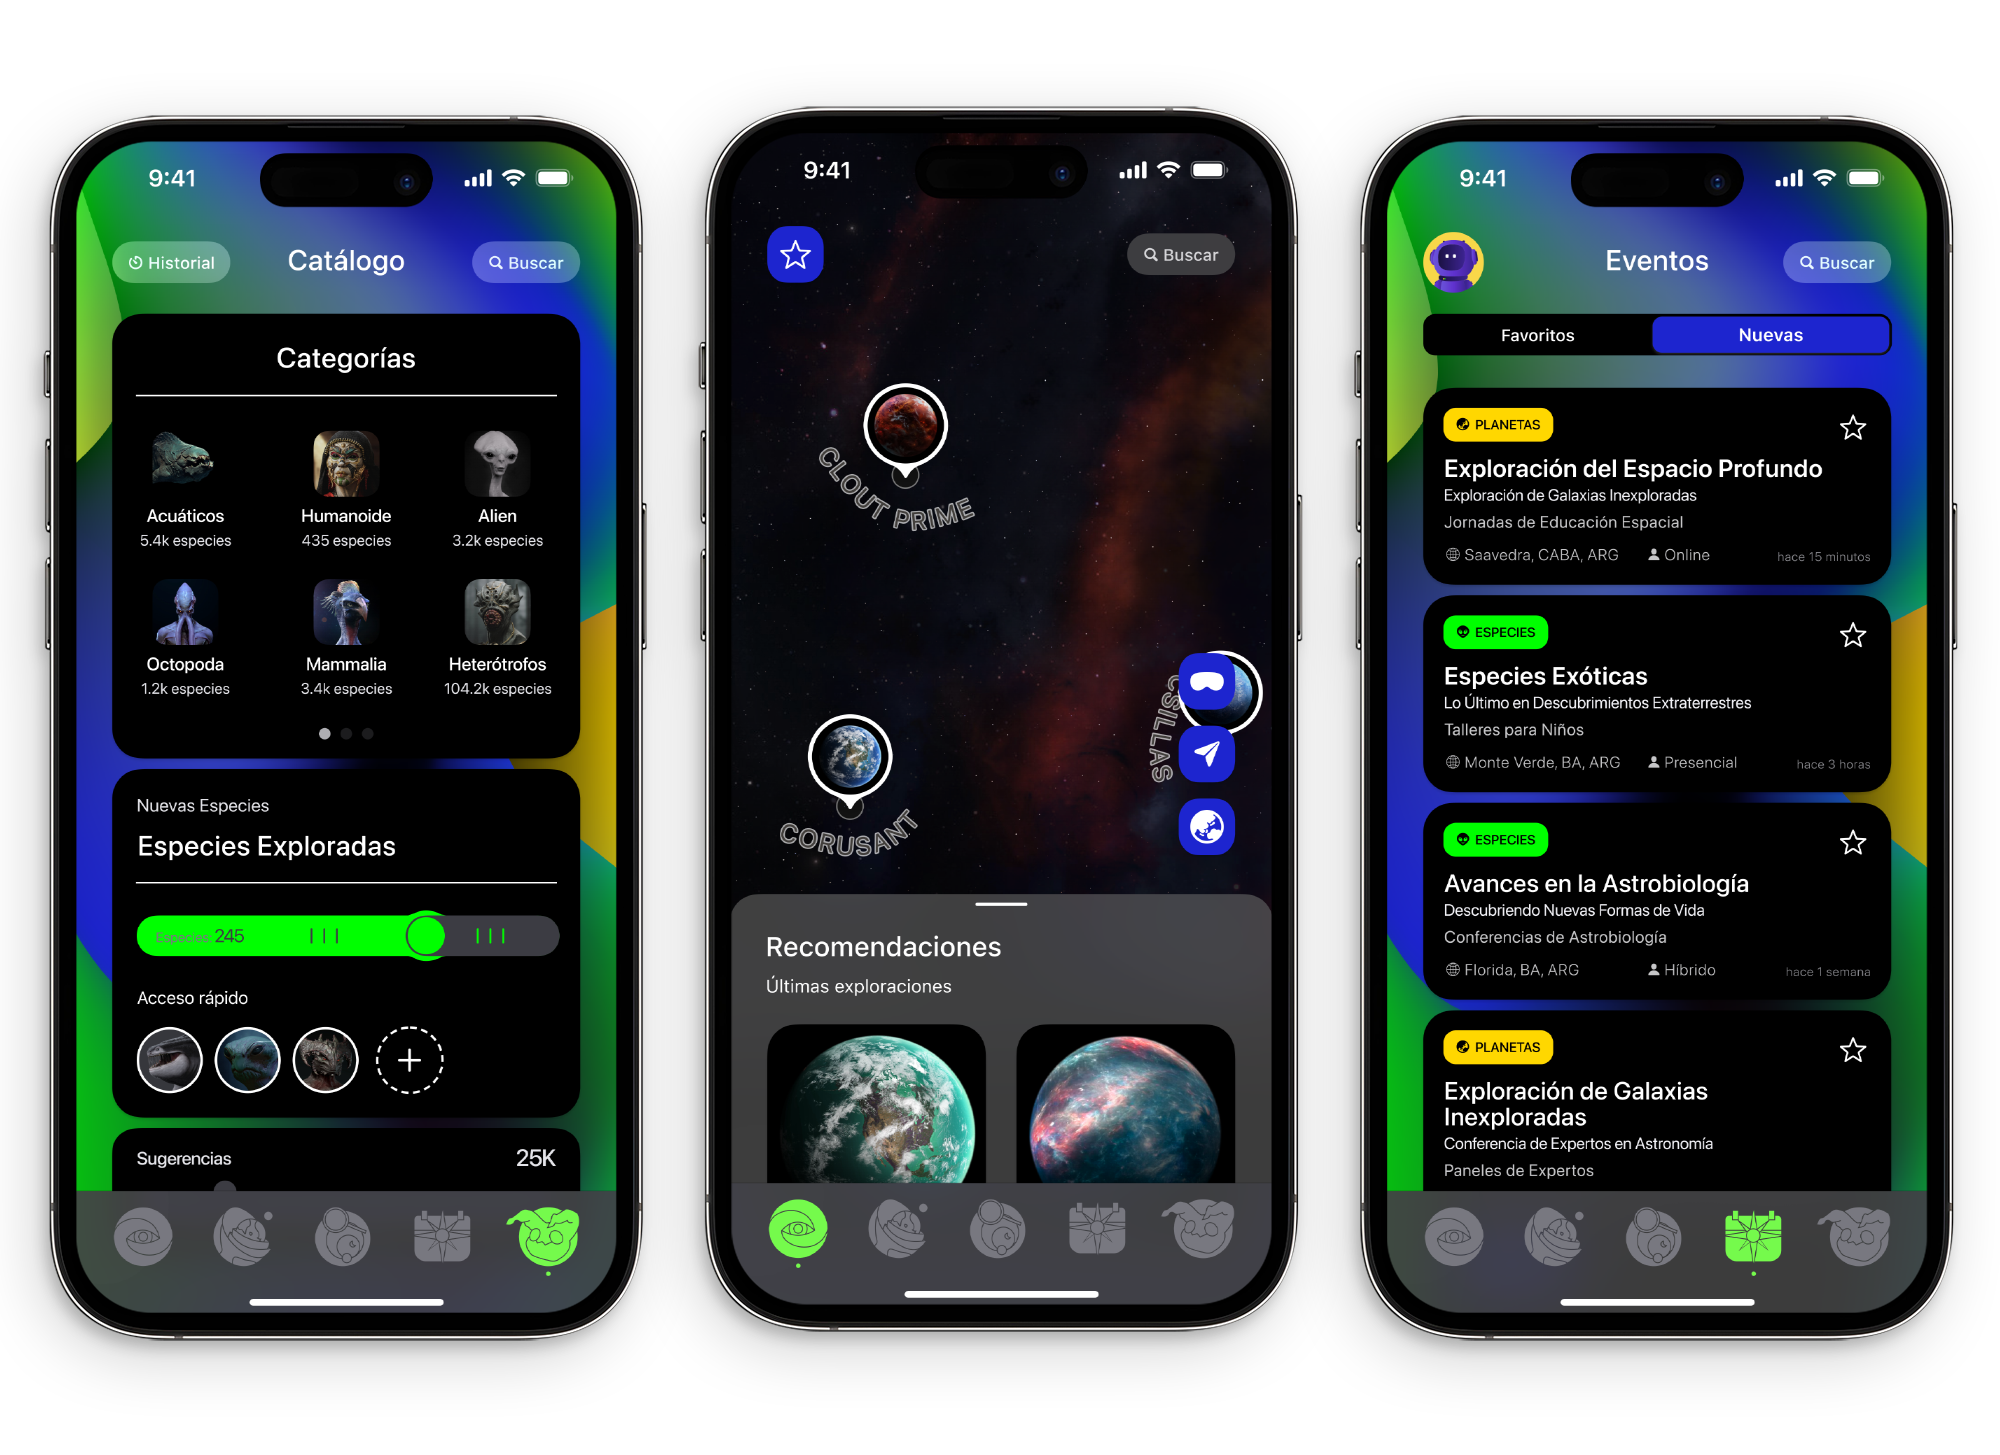 9:41
Historial
Catálogo
Buscar
Categorías
Acuáticos
5.4k especies
Humanoide
435 especies
Alien
3.2k especies
Octopoda
1.2k especies
Mammalia
3.4k especies
Heterótrofos
104.2k especies
Nuevas Especies
Especies Exploradas
Especies: 245
Acceso rápido
Sugerencias
25K
9:41
Buscar
CLOUT PRIME
CSILLAS
CORUSANT
Recomendaciones
Últimas exploraciones
9:41
Eventos
Buscar
Favoritos
Nuevas
PLANETAS
Exploración del Espacio Profundo
Exploración de Galaxias Inexploradas
Jornadas de Educación Espacial
Saavedra, CABA, ARG
Online
hace 15 minutos
ESPECIES
Especies Exóticas
Lo Último en Descubrimientos Extraterrestres
Talleres para Niños
Monte Verde, BA, ARG
Presencial
hace 3 horas
ESPECIES
Avances en la Astrobiología
Descubriendo Nuevas Formas de Vida
Conferencias de Astrobiología
Florida, BA, ARG
Híbrido
hace 1 semana
PLANETAS
Exploración de Galaxias
Inexploradas
Conferencia de Expertos en Astronomía
Paneles de Expertos